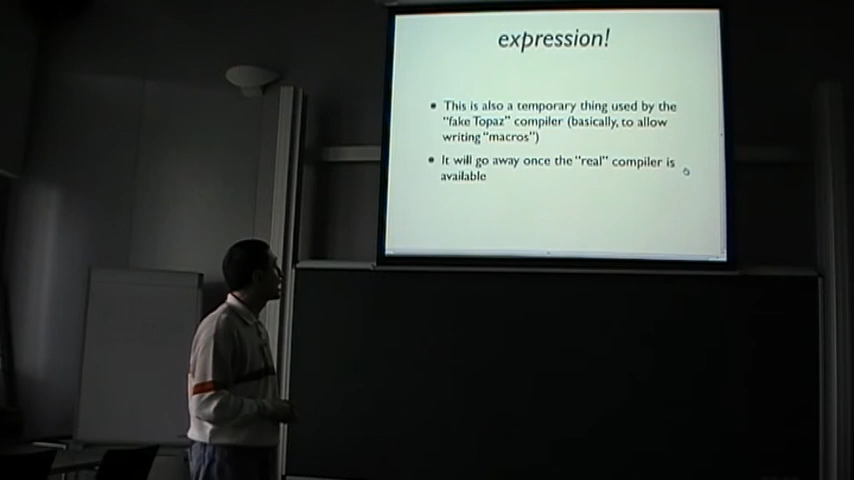 expression!
• This is also a temporary thing used by the
"fake Topaz" compiler (basically, to allow
writing "macros")
• It will go away once the "real" compiler is
available